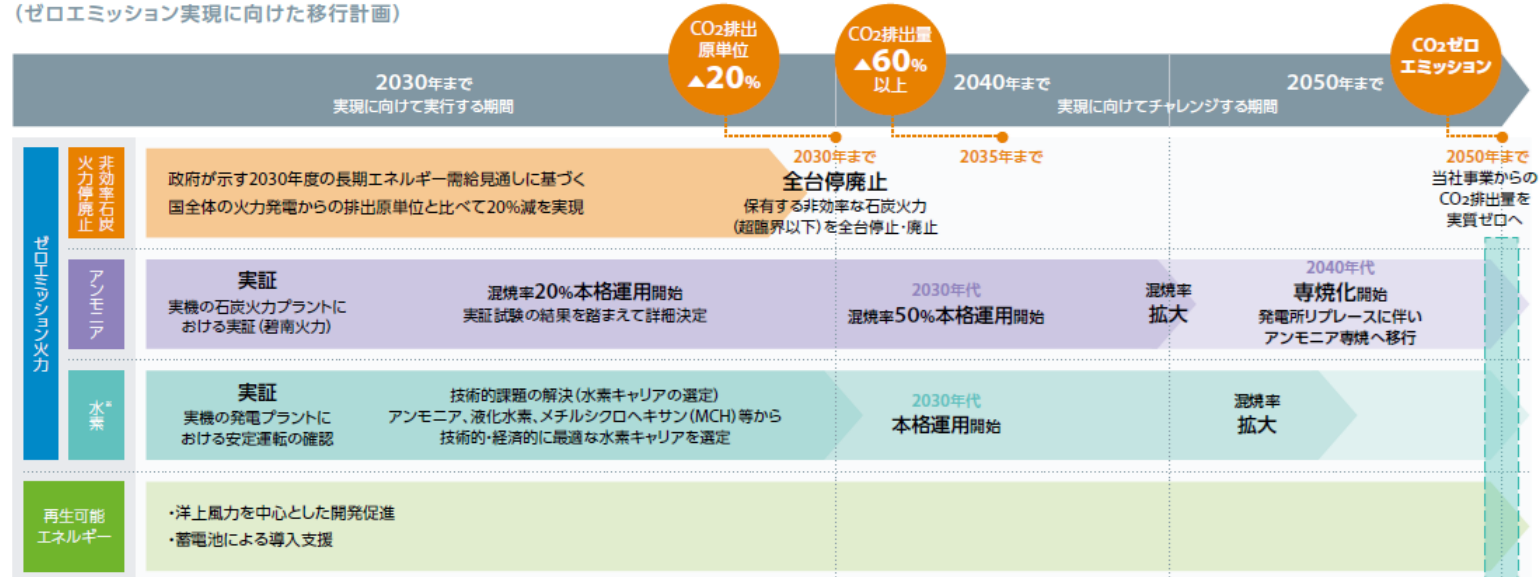 (ゼロエミッション実現に向けた移行計画)
CO2排出
原単位
▲20%
CO2排出量
▲60%
以上
CO2ゼロ
エミッション
2030年まで
実現に向けて実行する期間
2040年まで
2050年まで
実現に向けてチャレンジする期間
2030年まで
2035年まで
2050年まで
ゼロエミッション火力
非効率石炭
火力停廃止
政府が示す2030年度の長期エネルギー需給見通しに基づく
国全体の火力発電からの排出原単位と比べて20%減を実現
全台停廃止
保有する非効率な石炭火力
(超臨界以下)を全台停止・廃止
当社事業からの
CO2排出量を
実質ゼロへ
アンモニア
実証
実機の石炭火力プラントに
おける実証(碧南火力)
混焼率20%本格運用開始
実証試験の結果を踏まえて詳細決定
2030年代
混焼率50%本格運用開始
混焼率
拡大
2040年代
専焼化開始
発電所リプレースに伴い
アンモニア専焼へ移行
水素※
実証
実機の発電プラントに
おける安定運転の確認
技術的課題の解決(水素キャリアの選定)
アンモニア、液化水素、メチルシクロヘキサン(MCH)等から
技術的・経済的に最適な水素キャリアを選定
2030年代
本格運用開始
混焼率
拡大
再生可能
エネルギー
・洋上風力を中心とした開発促進
・蓄電池による導入支援